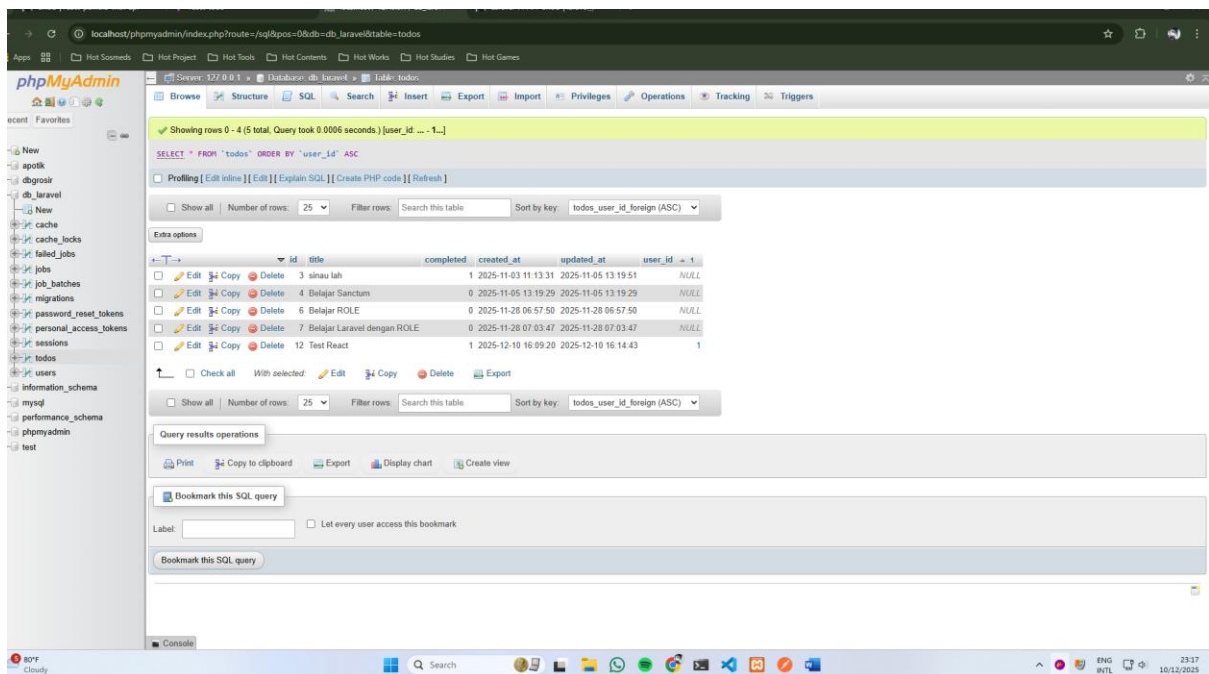 localhost/phpmyadmin/index.php?route=/sql&pos=0&db=db_laravel&table=todos
Apps Hot Sosmeds Hot Project Hot Tools Hot Contents Hot Works Hot Studies Hot Games
phpMyAdmin
ecent Favorites
New
apotik
dbgrosir
db_laravel
New
cache
cache_locks
failed_jobs
jobs
job_batches
migrations
password_reset_tokens
personal_access_tokens
sessions
todos
users
information_schema
mysql
performance_schema
phpmyadmin
test
Server: 127.0.0.1 » Database: db_laravel » Table: todos
Browse Structure SQL Search Insert Export Import Privileges Operations Tracking Triggers
Showing rows 0 - 4 (5 total, Query took 0.0006 seconds.) [user_id: ... - 1...]
SELECT * FROM `todos` ORDER BY `user_id` ASC
Profiling [ Edit inline ] [ Edit ] [ Explain SQL ] [ Create PHP code ] [ Refresh ]
Show all Number of rows: 25 Filter rows: Search this table Sort by key: todos_user_id_foreign (ASC)
Extra options
←T→ id title completed created_at updated_at user_id 1
Edit Copy Delete 3 sinau lah 1 2025-11-03 11:13:31 2025-11-05 13:19:51 NULL
Edit Copy Delete 4 Belajar Sanctum 0 2025-11-05 13:19:29 2025-11-05 13:19:29 NULL
Edit Copy Delete 6 Belajar ROLE 0 2025-11-28 06:57:50 2025-11-28 06:57:50 NULL
Edit Copy Delete 7 Belajar Laravel dengan ROLE 0 2025-11-28 07:03:47 2025-11-28 07:03:47 NULL
Edit Copy Delete 12 Test React 1 2025-12-10 16:09:20 2025-12-10 16:14:43 1
Check all With selected: Edit Copy Delete Export
Show all Number of rows: 25 Filter rows: Search this table Sort by key: todos_user_id_foreign (ASC)
Query results operations
Print Copy to clipboard Export Display chart Create view
Bookmark this SQL query
Label: Let every user access this bookmark
Bookmark this SQL query
Console
5 80°F
Cloudy
Search
ENG
INTL
23:17
10/12/2025